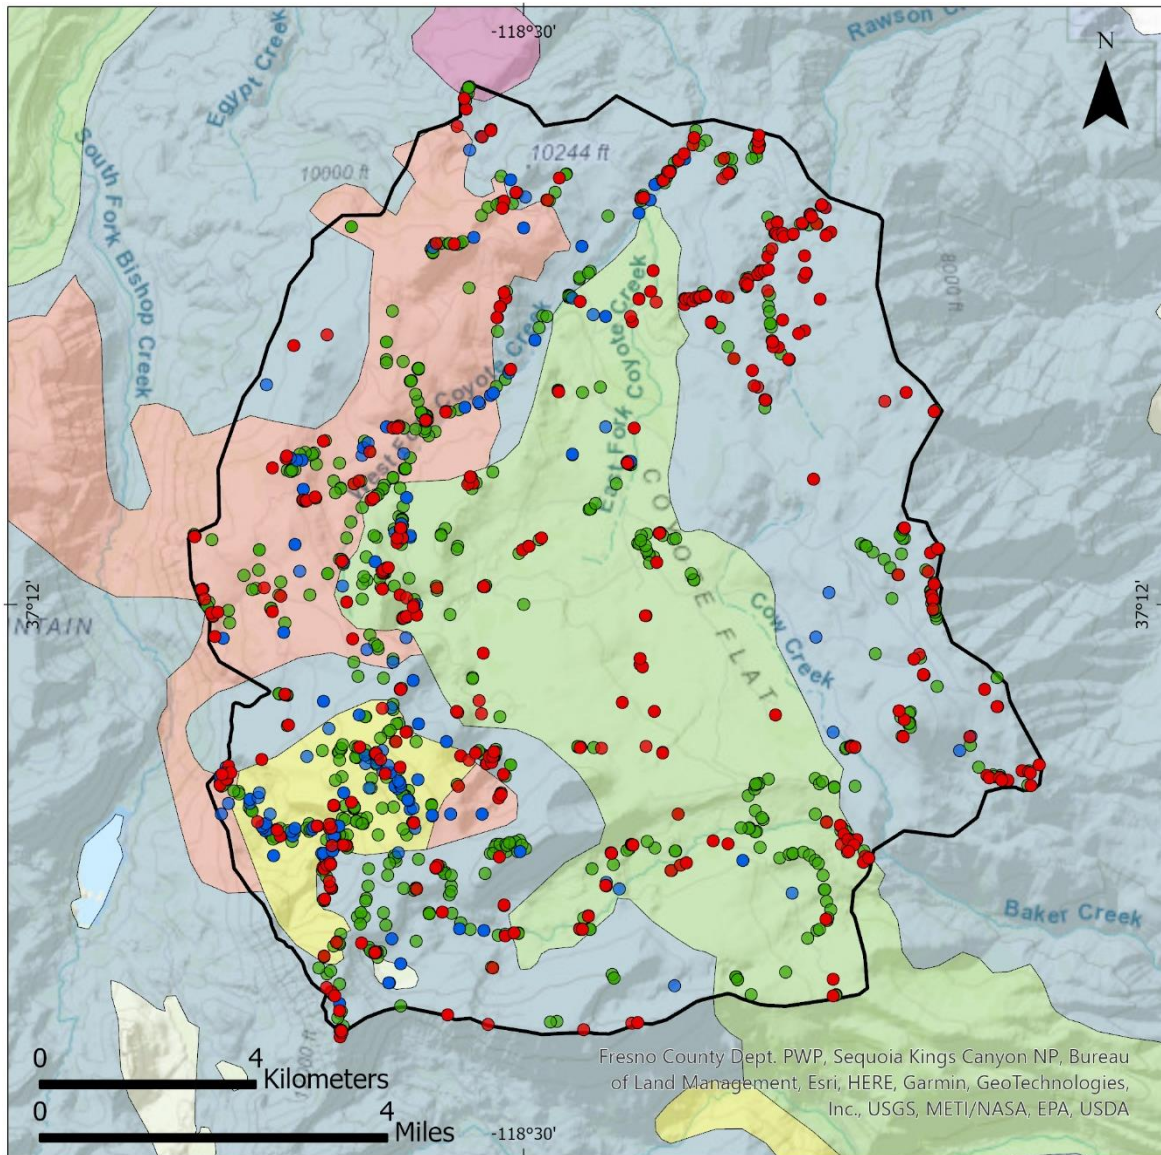 -118°30'
Rawson C
N
Egypt Creek
10244 ft
10000 ft
South Fork Bishop Creek
8000 ft
East Fork Coyote Creek
West Fork Coyote Creek
COYOTE FLAT
37°12'
37°12'
NTAIN
Cow Creek
Baker Creek
0 4
Kilometers
0 4
Miles
Fresno County Dept. PWP, Sequoia Kings Canyon NP, Bureau
of Land Management, Esri, HERE, Garmin, GeoTechnologies,
Inc., USGS, METI/NASA, EPA, USDA
-118°30'